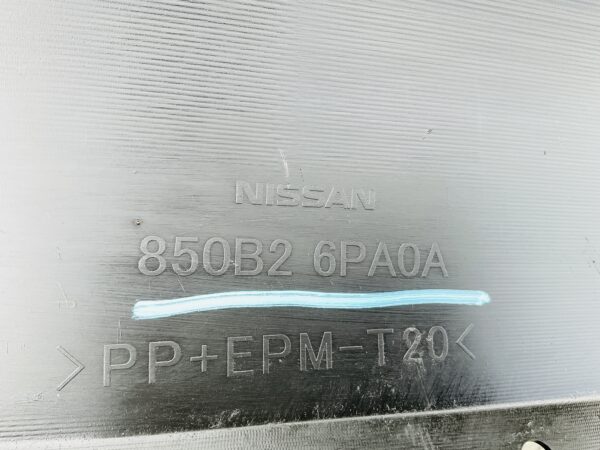 NISSAN
850B2 6PA0A
>PP+EPM-T20<